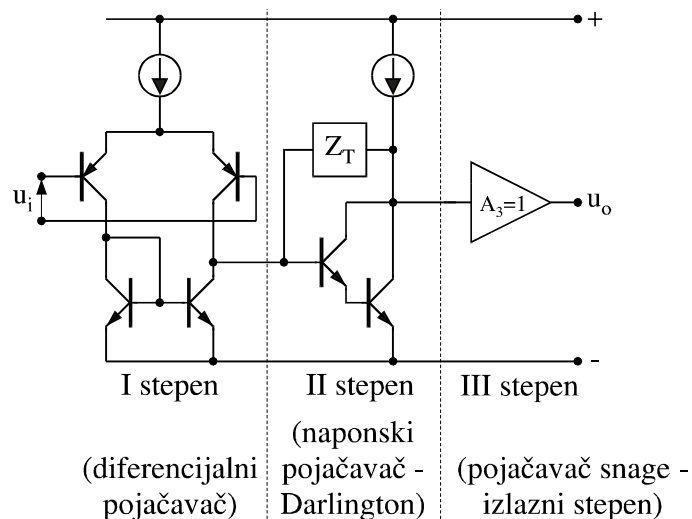 +
Z_T
u_i
A_3=1
u_o
-
I stepen
II stepen
III stepen
(diferencijalni
pojačavač)
(naponski
pojačavač -
Darlington)
(pojačavač snage -
izlazni stepen)